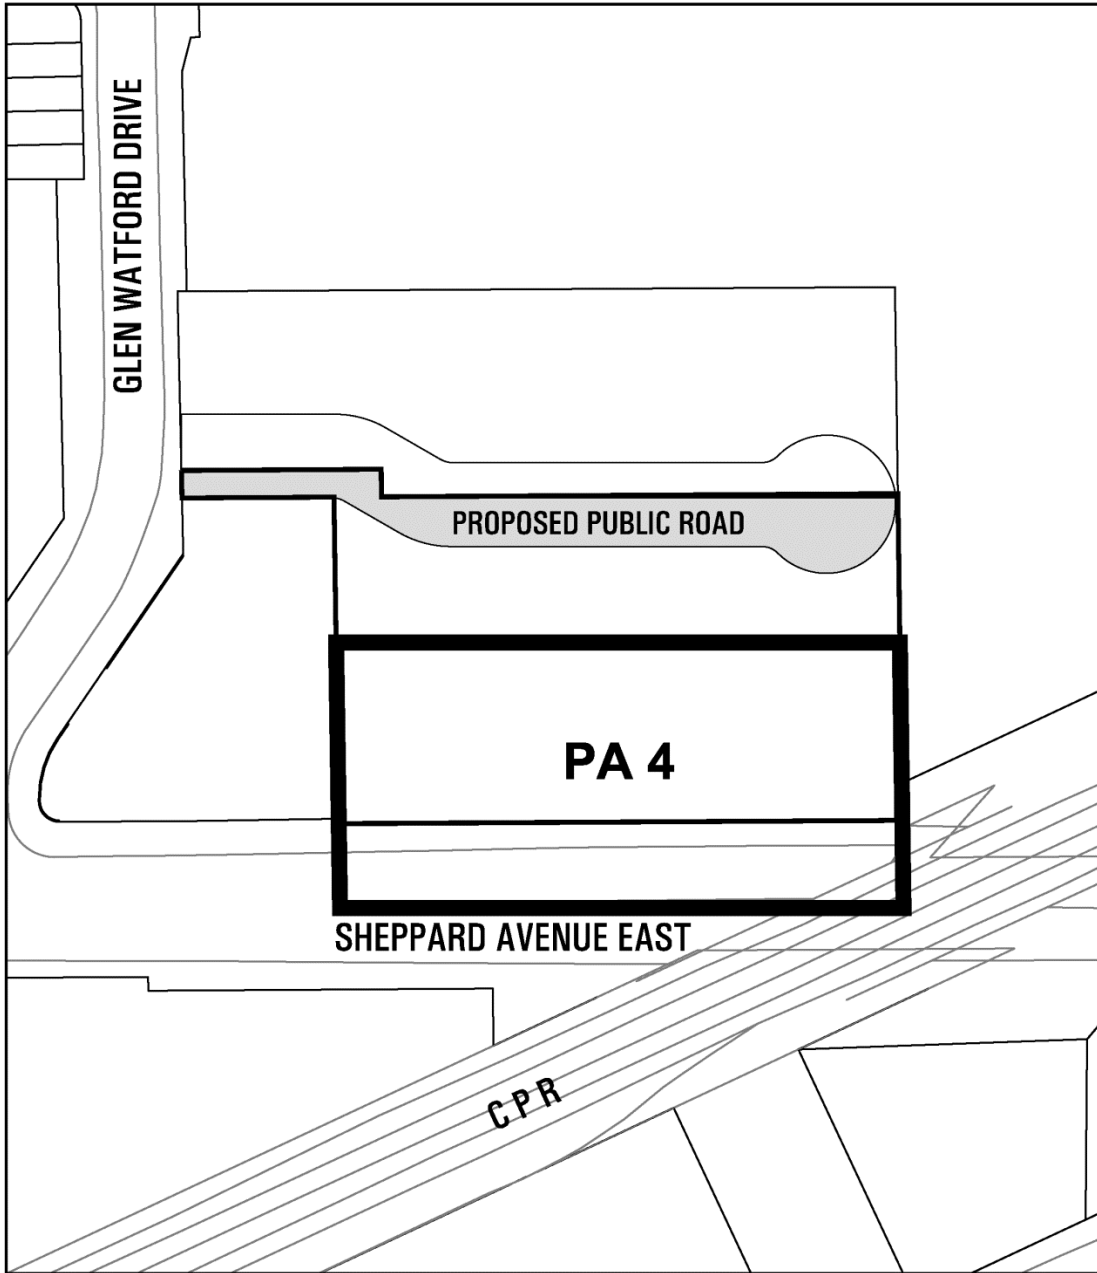 GLEN WATFORD DRIVE
PROPOSED PUBLIC ROAD
PA 4
SHEPPARD AVENUE EAST
CPR